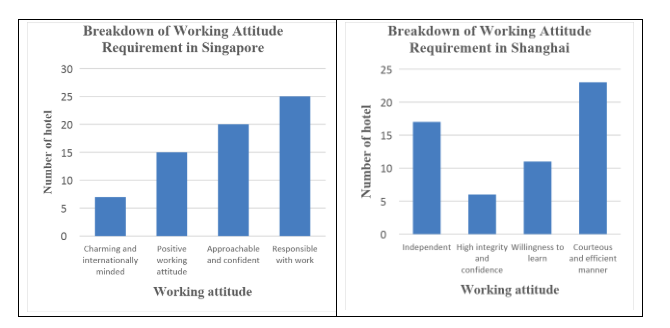 Breakdown of Working Attitude
Requirement in Singapore
30
25
20
15
10
5
0
Number of hotel
Charming and
internationally
minded
Positive
working
attitude
Approachable
and confident
Responsible
with work
Working attitude
Breakdown of Working Attitude
Requirement in Shanghai
25
20
15
10
5
0
Number of hotel
Independent
High integrity
and
confidence
Willingness to
learn
Courteous
and efficient
manner
Working attitude